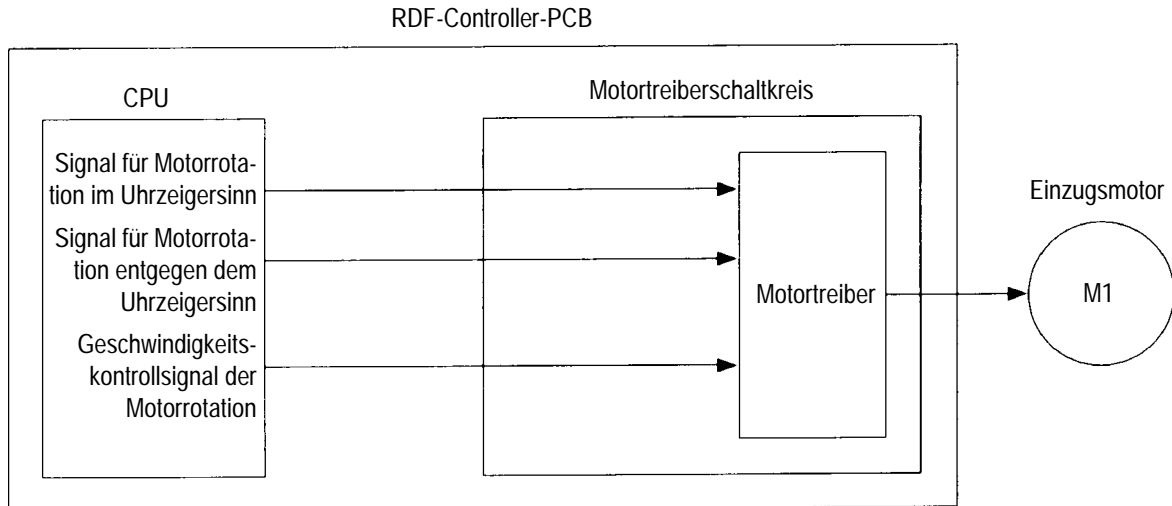 RDF-Controller-PCB
CPU
Signal für Motorrota-
tion im Uhrzeigersinn
Signal für Motorrota-
tion entgegen dem
Uhrzeigersinn
Geschwindigkeits-
kontrollsignal der
Motorrotation
Motortreiberschaltkreis
Motortreiber
Einzugsmotor
M1